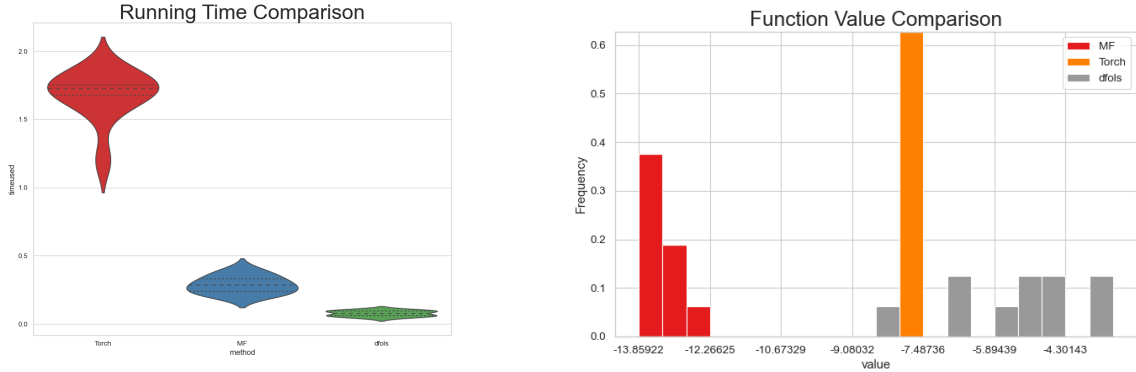 Running Time Comparison
2.0
1.5
1.0
0.5
0.0
timeused
Torch
MF
dfols
method
Function Value Comparison
MF
Torch
dfols
0.6
0.5
0.4
0.3
0.2
0.1
0.0
Frequency
-13.85922
-12.26625
-10.67329
-9.08032
-7.48736
-5.89439
-4.30143
value